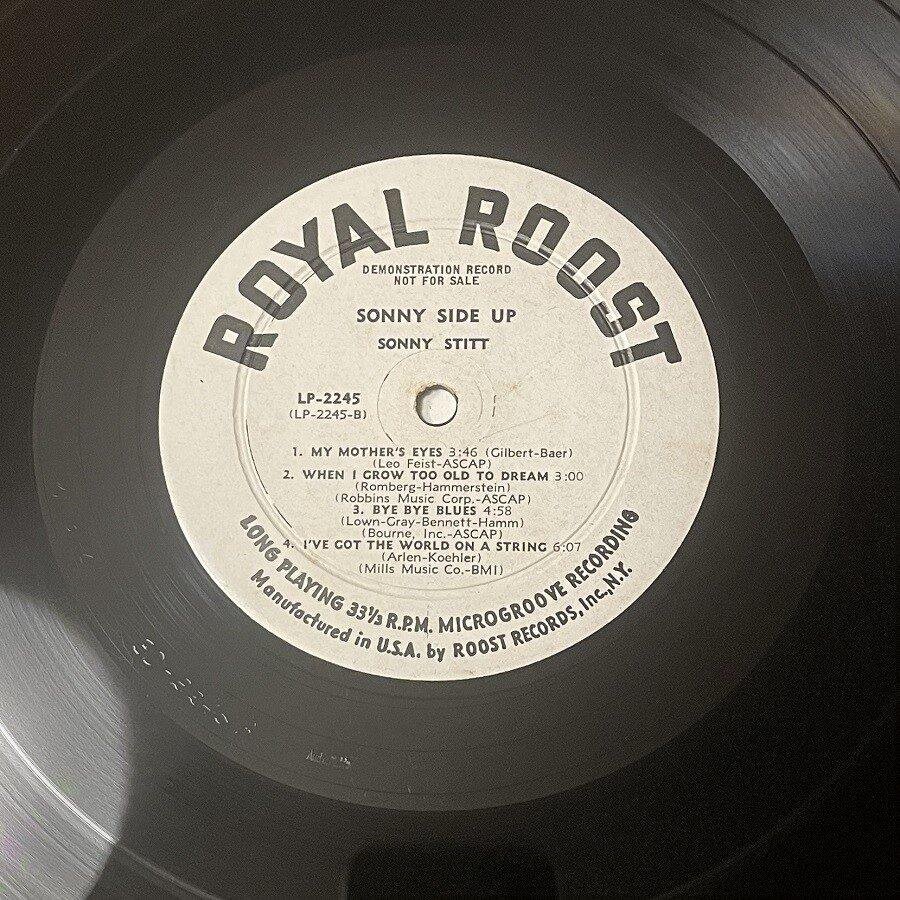 ROYAL ROOST
DEMONSTRATION RECORD
NOT FOR SALE
SONNY SIDE UP
SONNY STITT
LP-2245
(LP-2245-B)
1. MY MOTHER'S EYES 3:46 (Gilbert-Baer)
(Leo Feist-ASCAP)
2. WHEN I GROW TOO OLD TO DREAM 3:00
(Romberg-Hammerstein)
(Robbins Music Corp.-ASCAP)
3. BYE BYE BLUES 4:58
(Lown-Gray-Bennett-Hamm)
(Bourne, Inc.-ASCAP)
4. I'VE GOT THE WORLD ON A STRING 6:07
(Arlen-Koehler)
(Mills Music Co.-BMI)
LONG PLAYING 33⅓ R.P.M. MICROGROOVE RECORDING
Manufactured in U.S.A. by ROOST RECORDS, Inc., N.Y.